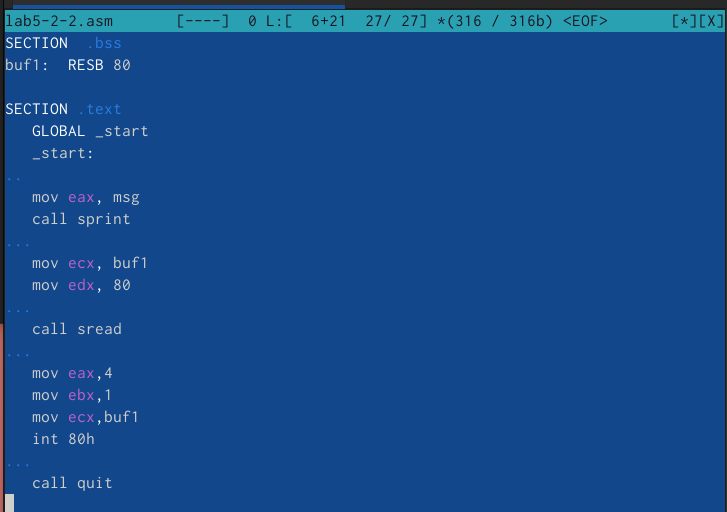 lab5-2-2.asm [----] 0 L:[ 6+21 27/ 27] *(316 / 316b) <EOF> [*][X]
SECTION .bss
buf1: RESB 80
SECTION .text
GLOBAL _start
_start:
..
mov eax, msg
call sprint
...
mov ecx, buf1
mov edx, 80
...
call sread
...
mov eax,4
mov ebx,1
mov ecx,buf1
int 80h
...
call quit